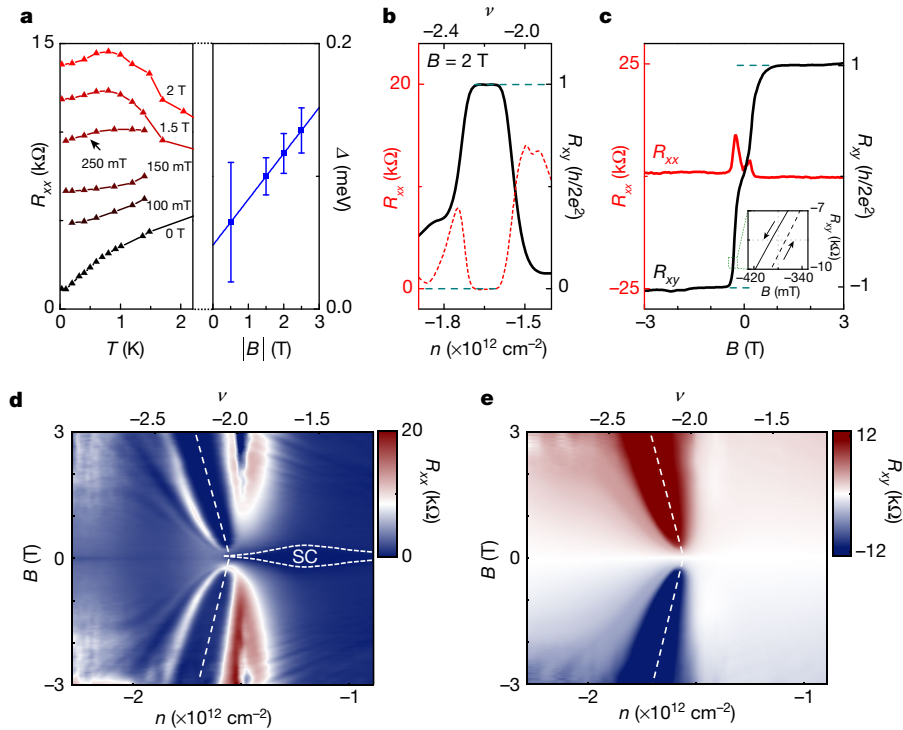 a
15
R_xx (kΩ)
0
0
1
2
T (K)
2 T
1.5 T
250 mT
150 mT
100 mT
0 T
0.2
Δ (meV)
0.0
0
1
2
3
|B| (T)
b
ν
−2.4
−2.0
B = 2 T
20
10
0
R_xx (kΩ)
1
0
R_xy (h/2e²)
−1.8
−1.5
n (×10¹² cm⁻²)
c
25
−25
R_xx (kΩ)
R_xx
R_xy
1
−1
R_xy (h/2e²)
−7
−10
R_xy (kΩ)
−420
−340
B (mT)
−3
0
3
B (T)
d
ν
−2.5
−2.0
−1.5
3
0
−3
B (T)
SC
20
0
R_xx (kΩ)
−2
−1
n (×10¹² cm⁻²)
e
ν
−2.5
−2.0
−1.5
3
0
−3
B (T)
12
−12
R_xy (kΩ)
−2
−1
n (×10¹² cm⁻²)